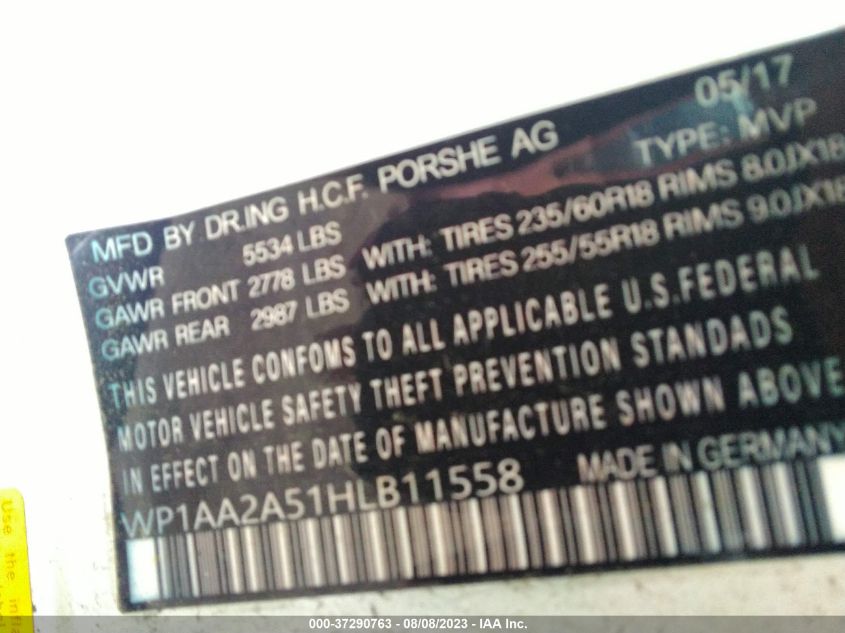 05/17
MFD BY DR.ING H.C.F. PORSHE AG
TYPE: MVP
GVWR 5534 LBS
GAWR FRONT 2778 LBS WITH: TIRES 235/60R18 RIMS 8.0JX18
GAWR REAR 2987 LBS WITH: TIRES 255/55R18 RIMS 9.0JX18
THIS VEHICLE CONFOMS TO ALL APPLICABLE U.S.FEDERAL
MOTOR VEHICLE SAFETY THEFT PREVENTION STANDADS
IN EFFECT ON THE DATE OF MANUFACTURE SHOWN ABOVE
WP1AA2A51HLB11558 MADE IN GERMANY
Use the infla
000-37290763 - 08/08/2023 - IAA Inc.